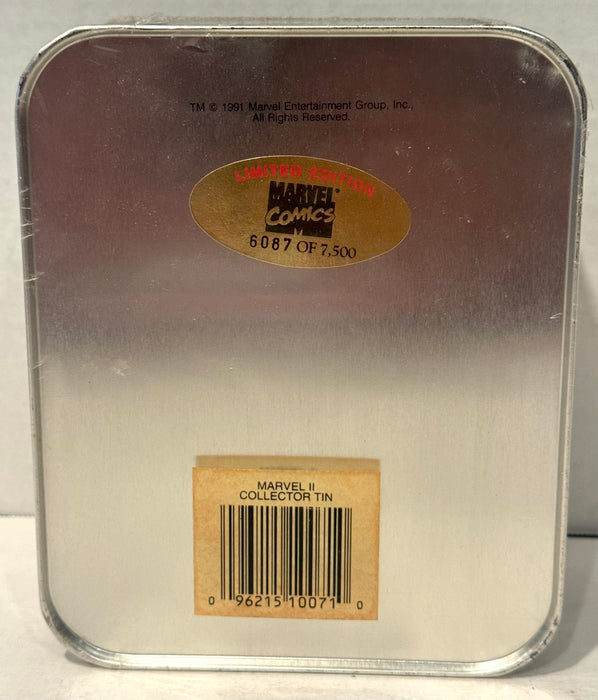 TM © 1991 Marvel Entertainment Group, Inc.,
All Rights Reserved.
LIMITED EDITION
MARVEL
COMICS
6087 OF 7,500
MARVEL II
COLLECTOR TIN
0 96215 10071 0